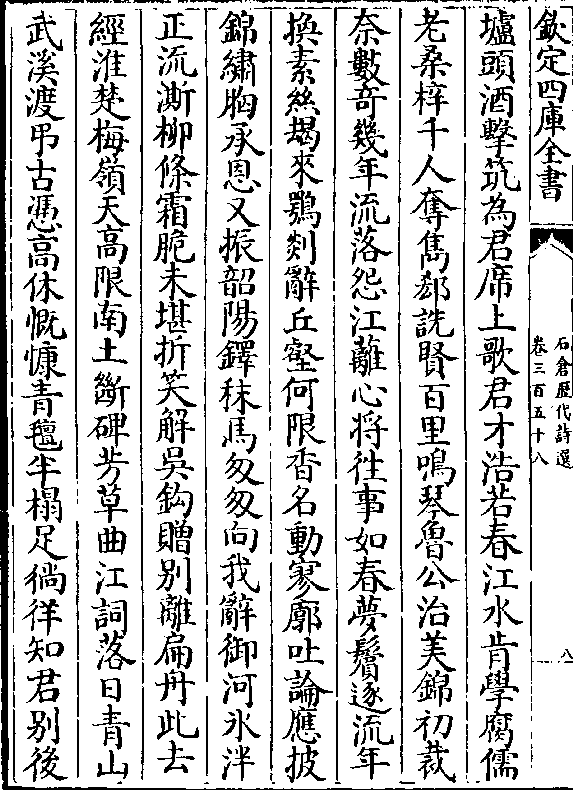 欽定四庫全書
石倉歷代詩選
卷三百五十八
八
壚頭酒擊筑為君席上歌君才浩若春江水肯學腐儒
老桑梓千人奪雋郄詵賢百里鳴琴魯公治美錦初裁
奈數奇幾年流落怨江蘺心將往事如春夢鬢逐流年
換素絲朅來鶚剡辭丘壑何限香名動寥廓吐論應披
錦繡胸承恩又振韶陽鐸秣馬匆匆向我辭御河氷泮
正流澌柳條霜脆未堪折笑解吳鈎贈别離扁舟此去
經淮楚梅嶺天高限南土斷碑芳草曲江詞落日青山
武溪渡弔古憑高休慨慷青氊半榻足徜徉知君别後